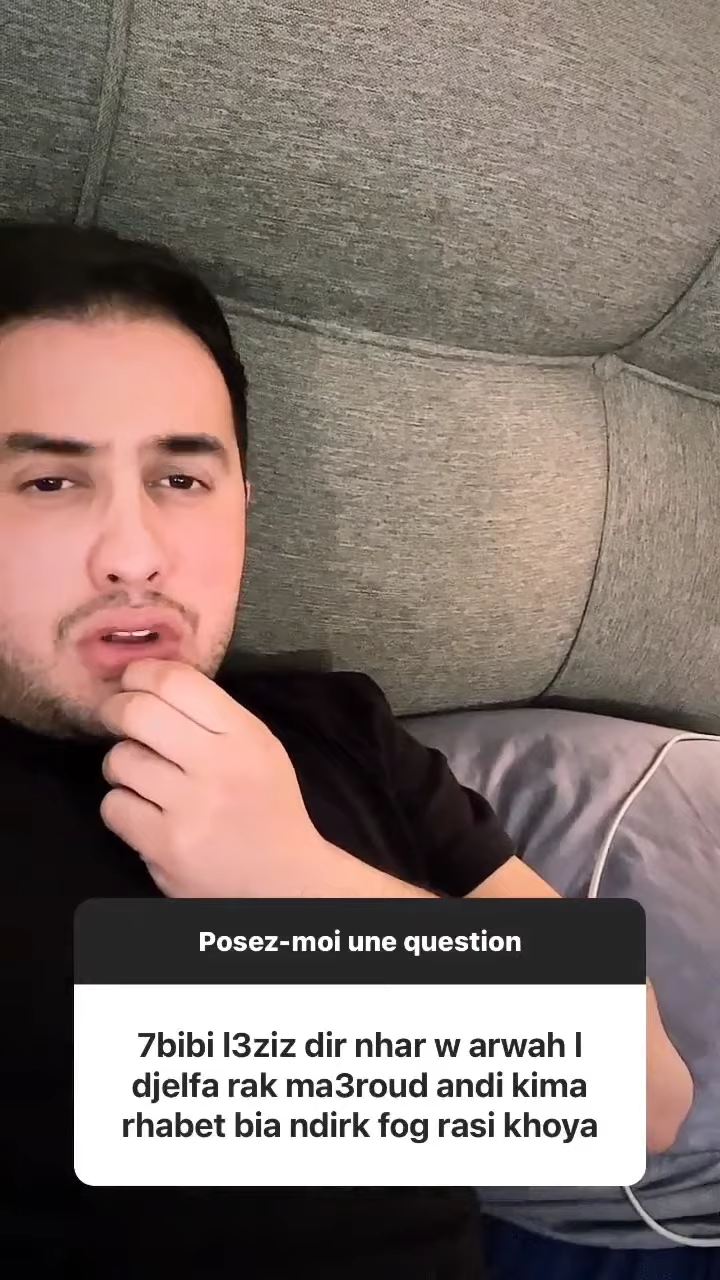 Posez-moi une question
7bibi l3ziz dir nhar w arwah l
djelfa rak ma3roud andi kima
rhabet bia ndirk fog rasi khoya